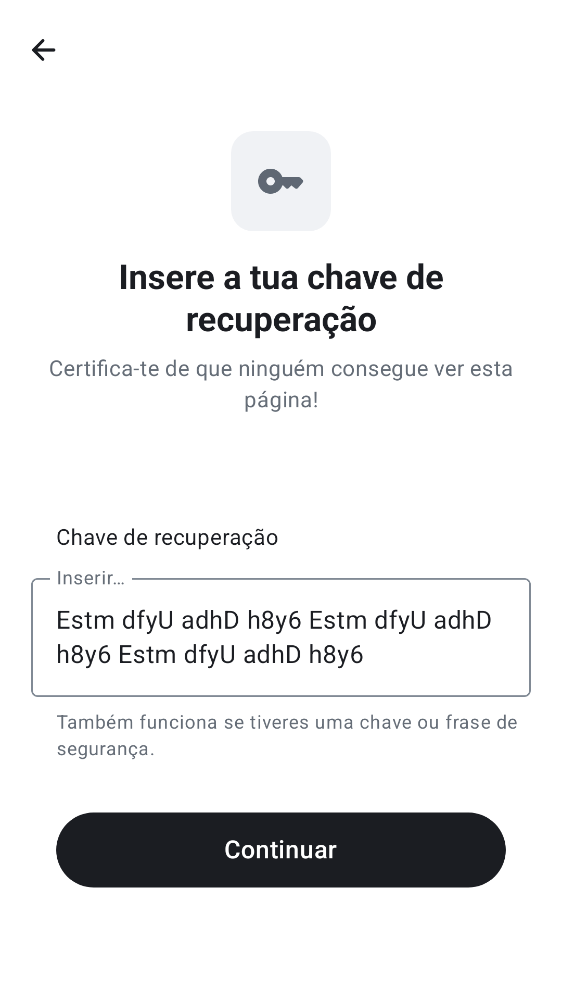 Insere a tua chave de
recuperação
Certifica-te de que ninguém consegue ver esta
página!
Chave de recuperação
Inserir…
Estm dfyU adhD h8y6 Estm dfyU adhD
h8y6 Estm dfyU adhD h8y6
Também funciona se tiveres uma chave ou frase de
segurança.
Continuar